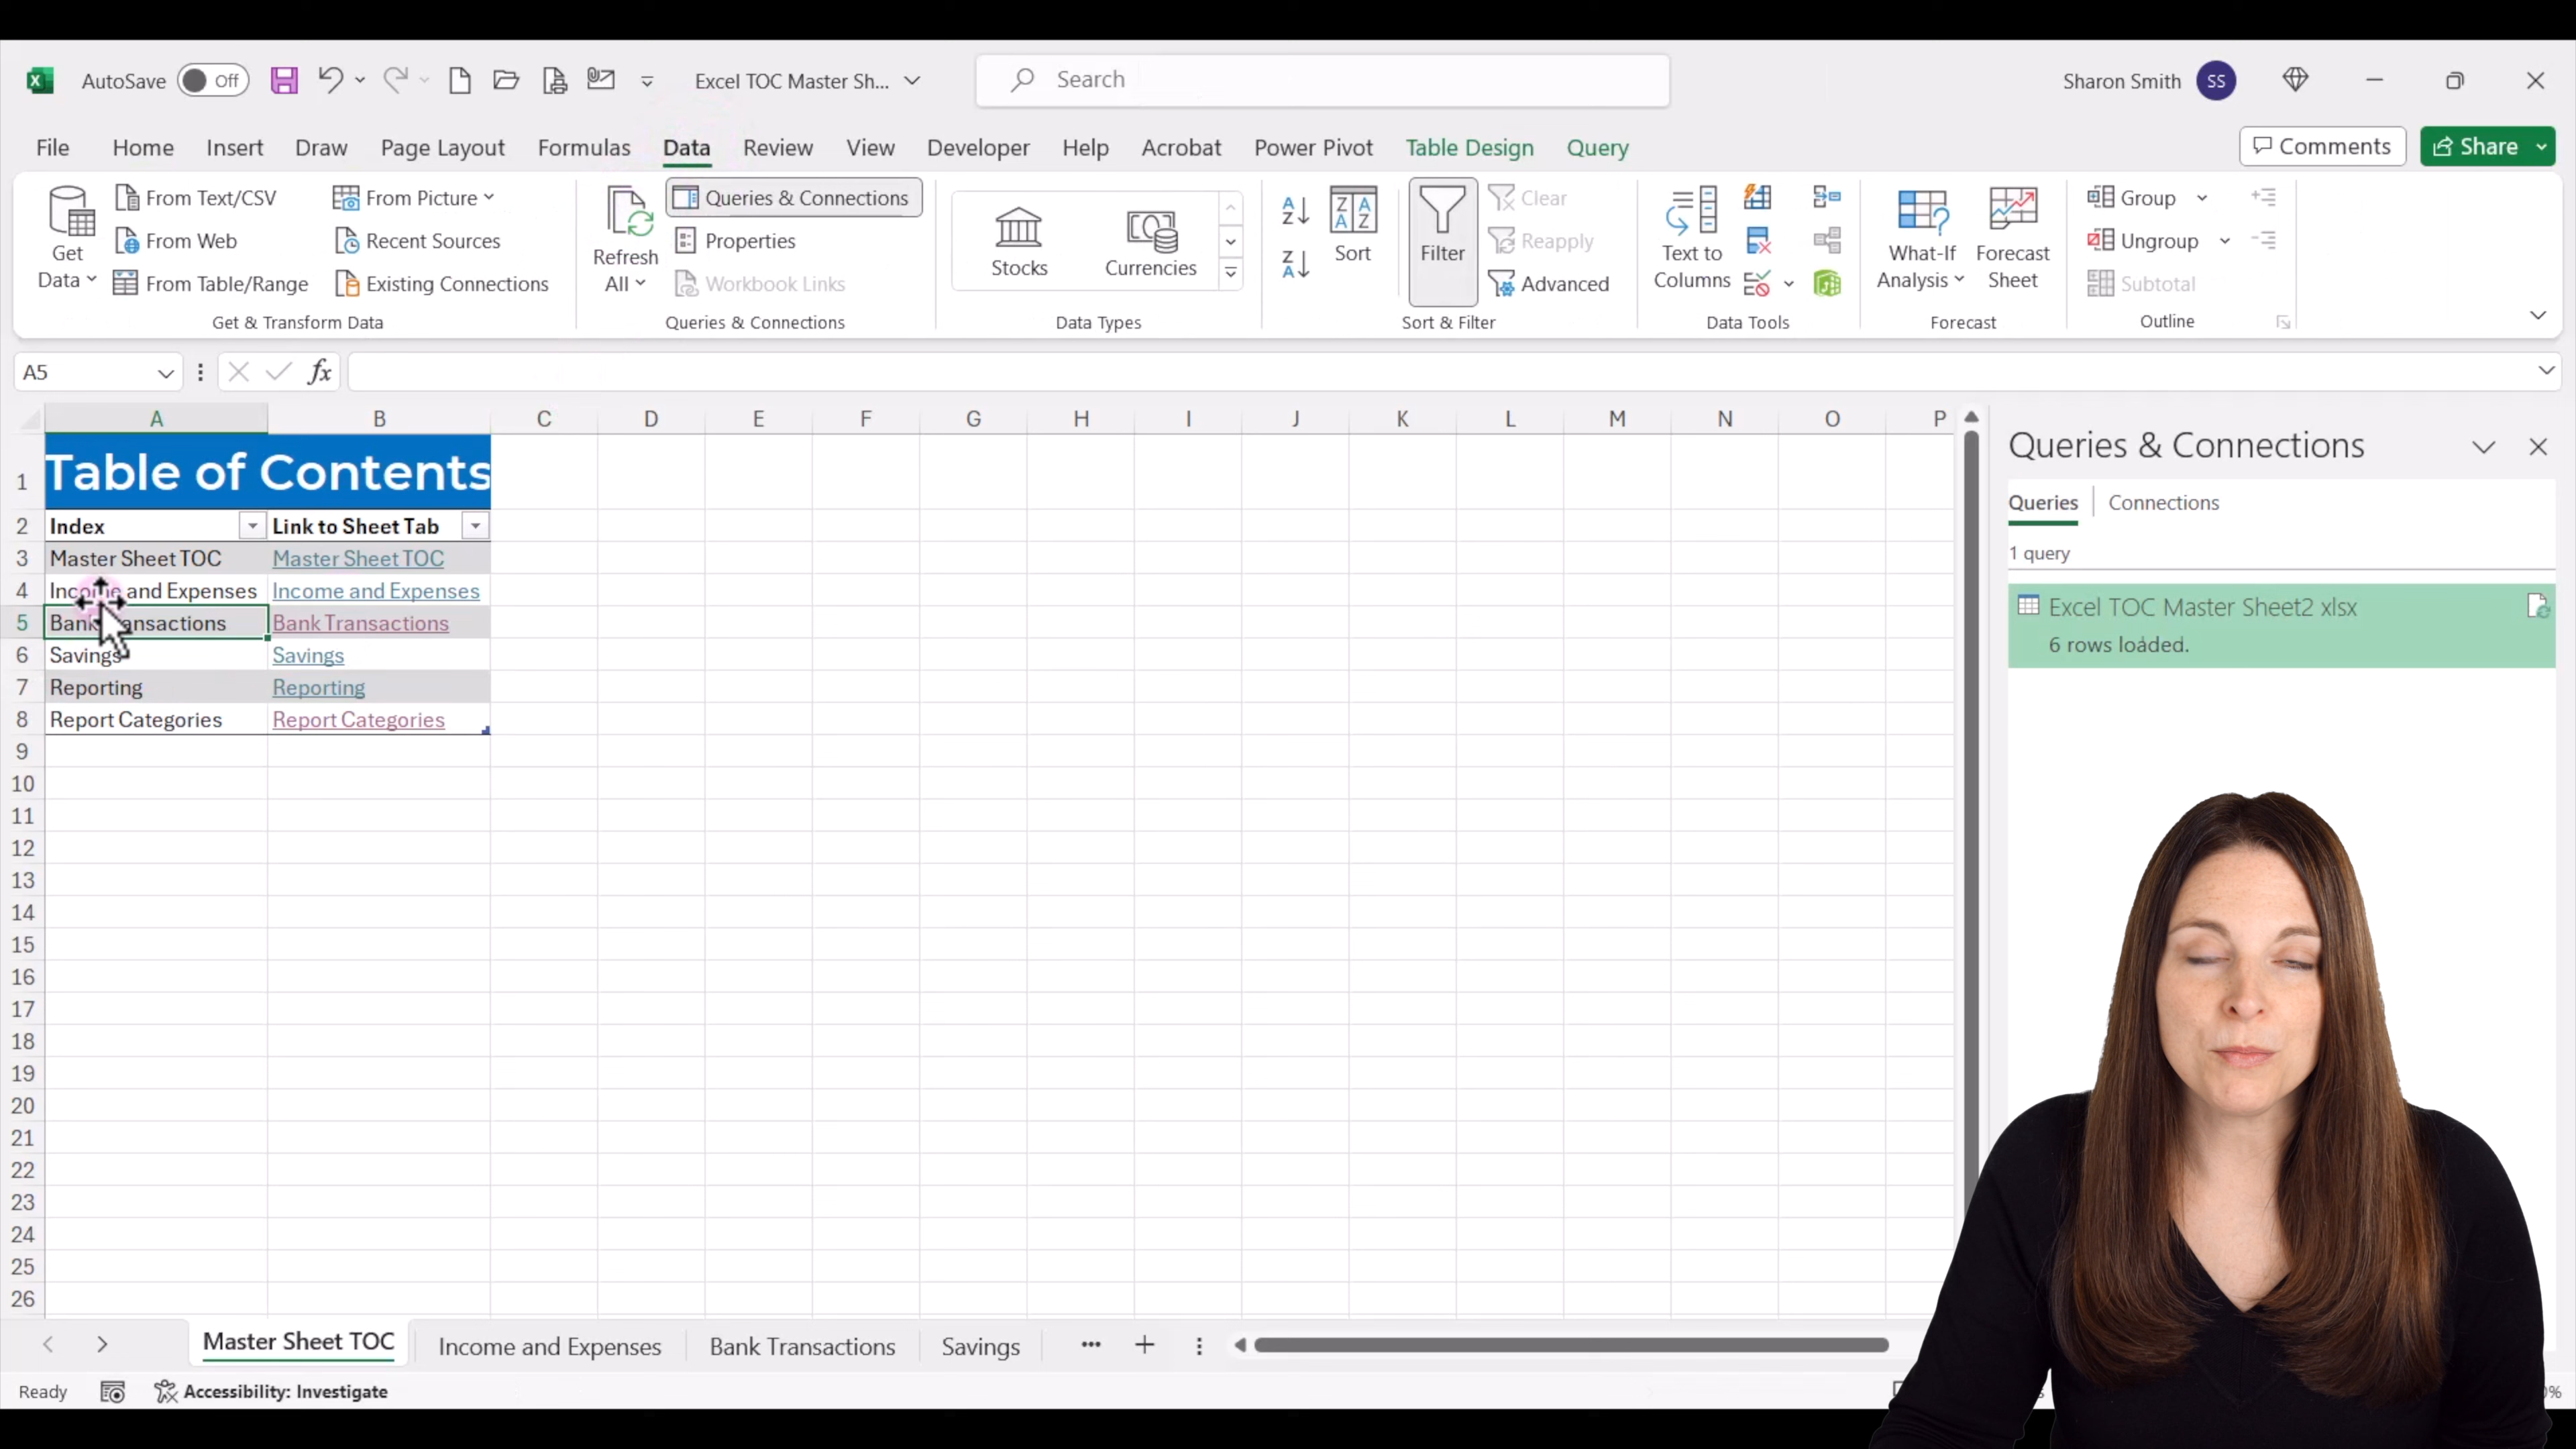 AutoSave Off Excel TOC Master Sh... Search Sharon Smith SS
File Home Insert Draw Page Layout Formulas Data Review View Developer Help Acrobat Power Pivot Table Design Query Comments Share
Get Data
From Text/CSV
From Web
From Table/Range
From Picture
Recent Sources
Existing Connections
Get & Transform Data
Refresh All
Queries & Connections
Properties
Workbook Links
Queries & Connections
Stocks
Currencies
Data Types
Sort
Filter
Clear
Reapply
Advanced
Sort & Filter
Text to Columns
Data Tools
What-If Analysis
Forecast Sheet
Forecast
Group
Ungroup
Subtotal
Outline
A5 fx
A B C D E F G H I J K L M N O P
1 Table of Contents
2 Index Link to Sheet Tab
3 Master Sheet TOC Master Sheet TOC
4 Income and Expenses Income and Expenses
5 Bank Transactions Bank Transactions
6 Savings Savings
7 Reporting Reporting
8 Report Categories Report Categories
9
10
11
12
13
14
15
16
17
18
19
20
21
22
23
24
25
26
Queries & Connections
Queries Connections
1 query
Excel TOC Master Sheet2 xlsx
6 rows loaded.
Master Sheet TOC Income and Expenses Bank Transactions Savings ...
Ready Accessibility: Investigate